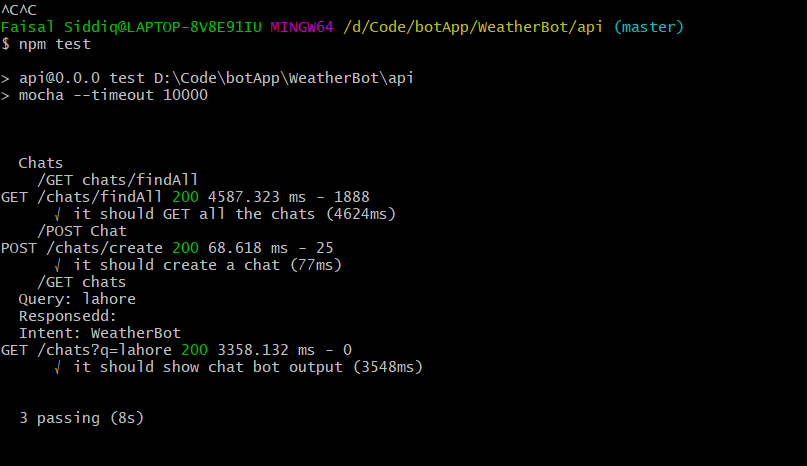 ^C^C
Faisal Siddiq@LAPTOP-8V8E91IU MINGW64 /d/Code/botApp/WeatherBot/api (master)
$ npm test
> api@0.0.0 test D:\Code\botApp\WeatherBot\api
> mocha --timeout 10000
Chats
/GET chats/findAll
GET /chats/findAll 200 4587.323 ms - 1888
√ it should GET all the chats (4624ms)
/POST Chat
POST /chats/create 200 68.618 ms - 25
√ it should create a chat (77ms)
/GET chats
Query: lahore
Responsedd:
Intent: WeatherBot
GET /chats?q=lahore 200 3358.132 ms - 0
√ it should show chat bot output (3548ms)
3 passing (8s)